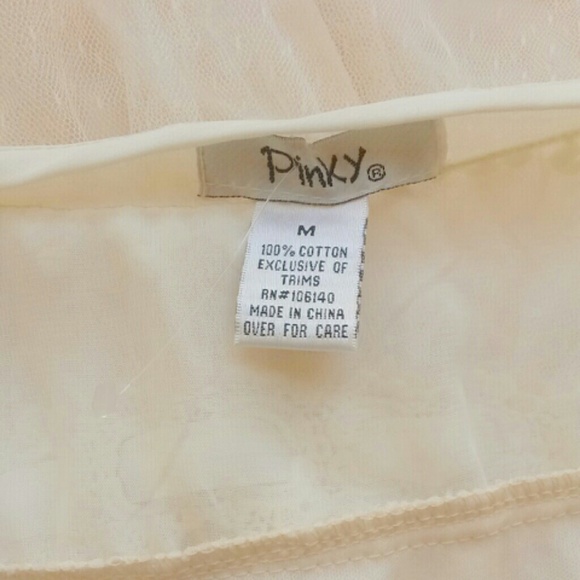 Pinky®
M
100% COTTON
EXCLUSIVE OF
TRIMS
RN#106140
MADE IN CHINA
OVER FOR CARE